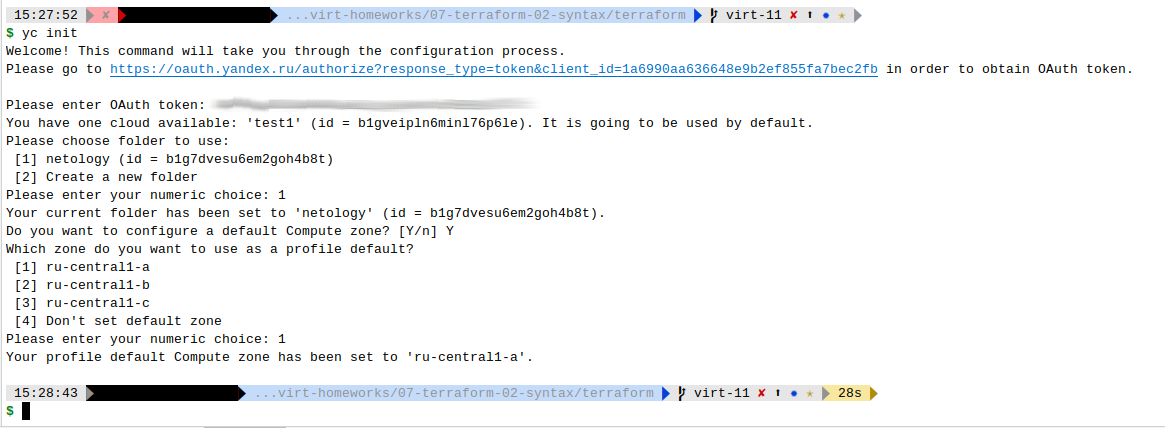 15:27:52 ✘ ...virt-homeworks/07-terraform-02-syntax/terraform virt-11 ✘ ⬆ ● ★
$ yc init
Welcome! This command will take you through the configuration process.
Please go to https://oauth.yandex.ru/authorize?response_type=token&client_id=1a6990aa636648e9b2ef855fa7bec2fb in order to obtain OAuth token.
Please enter OAuth token:
You have one cloud available: 'test1' (id = b1gveipln6minl76p6le). It is going to be used by default.
Please choose folder to use:
[1] netology (id = b1g7dvesu6em2goh4b8t)
[2] Create a new folder
Please enter your numeric choice: 1
Your current folder has been set to 'netology' (id = b1g7dvesu6em2goh4b8t).
Do you want to configure a default Compute zone? [Y/n] Y
Which zone do you want to use as a profile default?
[1] ru-central1-a
[2] ru-central1-b
[3] ru-central1-c
[4] Don't set default zone
Please enter your numeric choice: 1
Your profile default Compute zone has been set to 'ru-central1-a'.
15:28:43 ...virt-homeworks/07-terraform-02-syntax/terraform virt-11 ✘ ⬆ ● ★ 28s
$